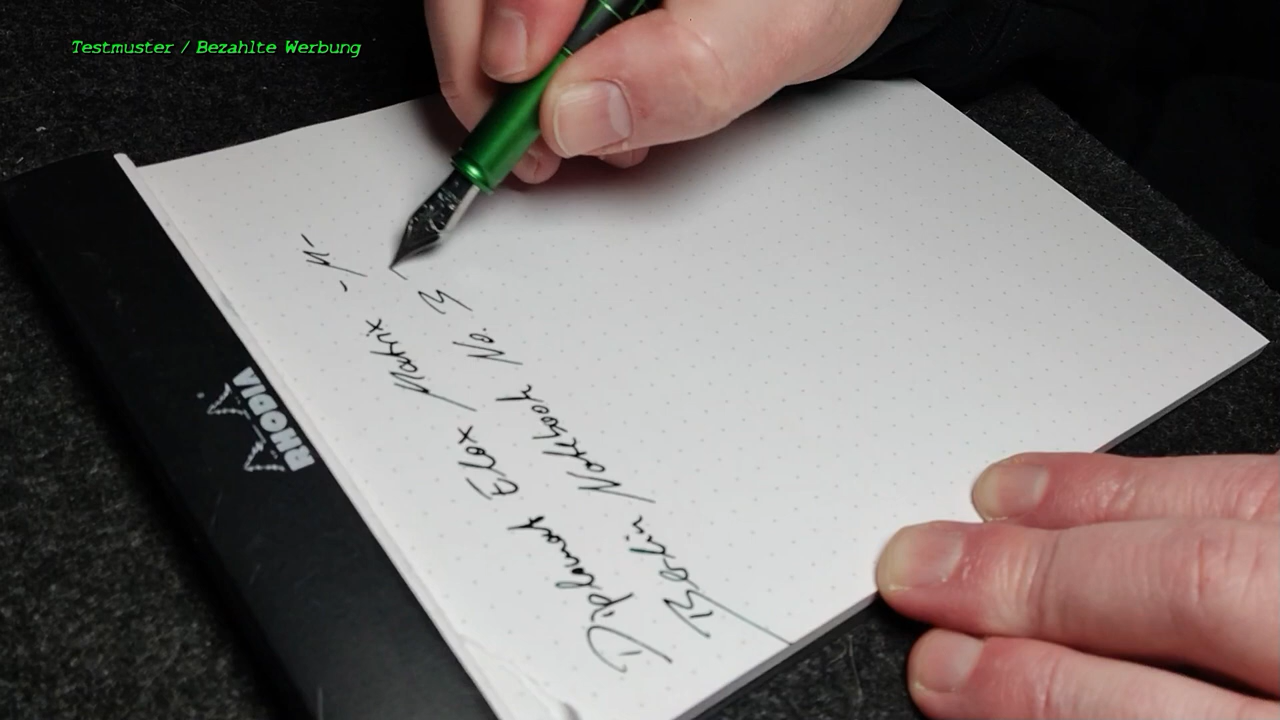 Testmuster / Bezahlte Werbung
RHODIA
Diplomat Elox Matrix - M -
Berlin Notebook No. 3